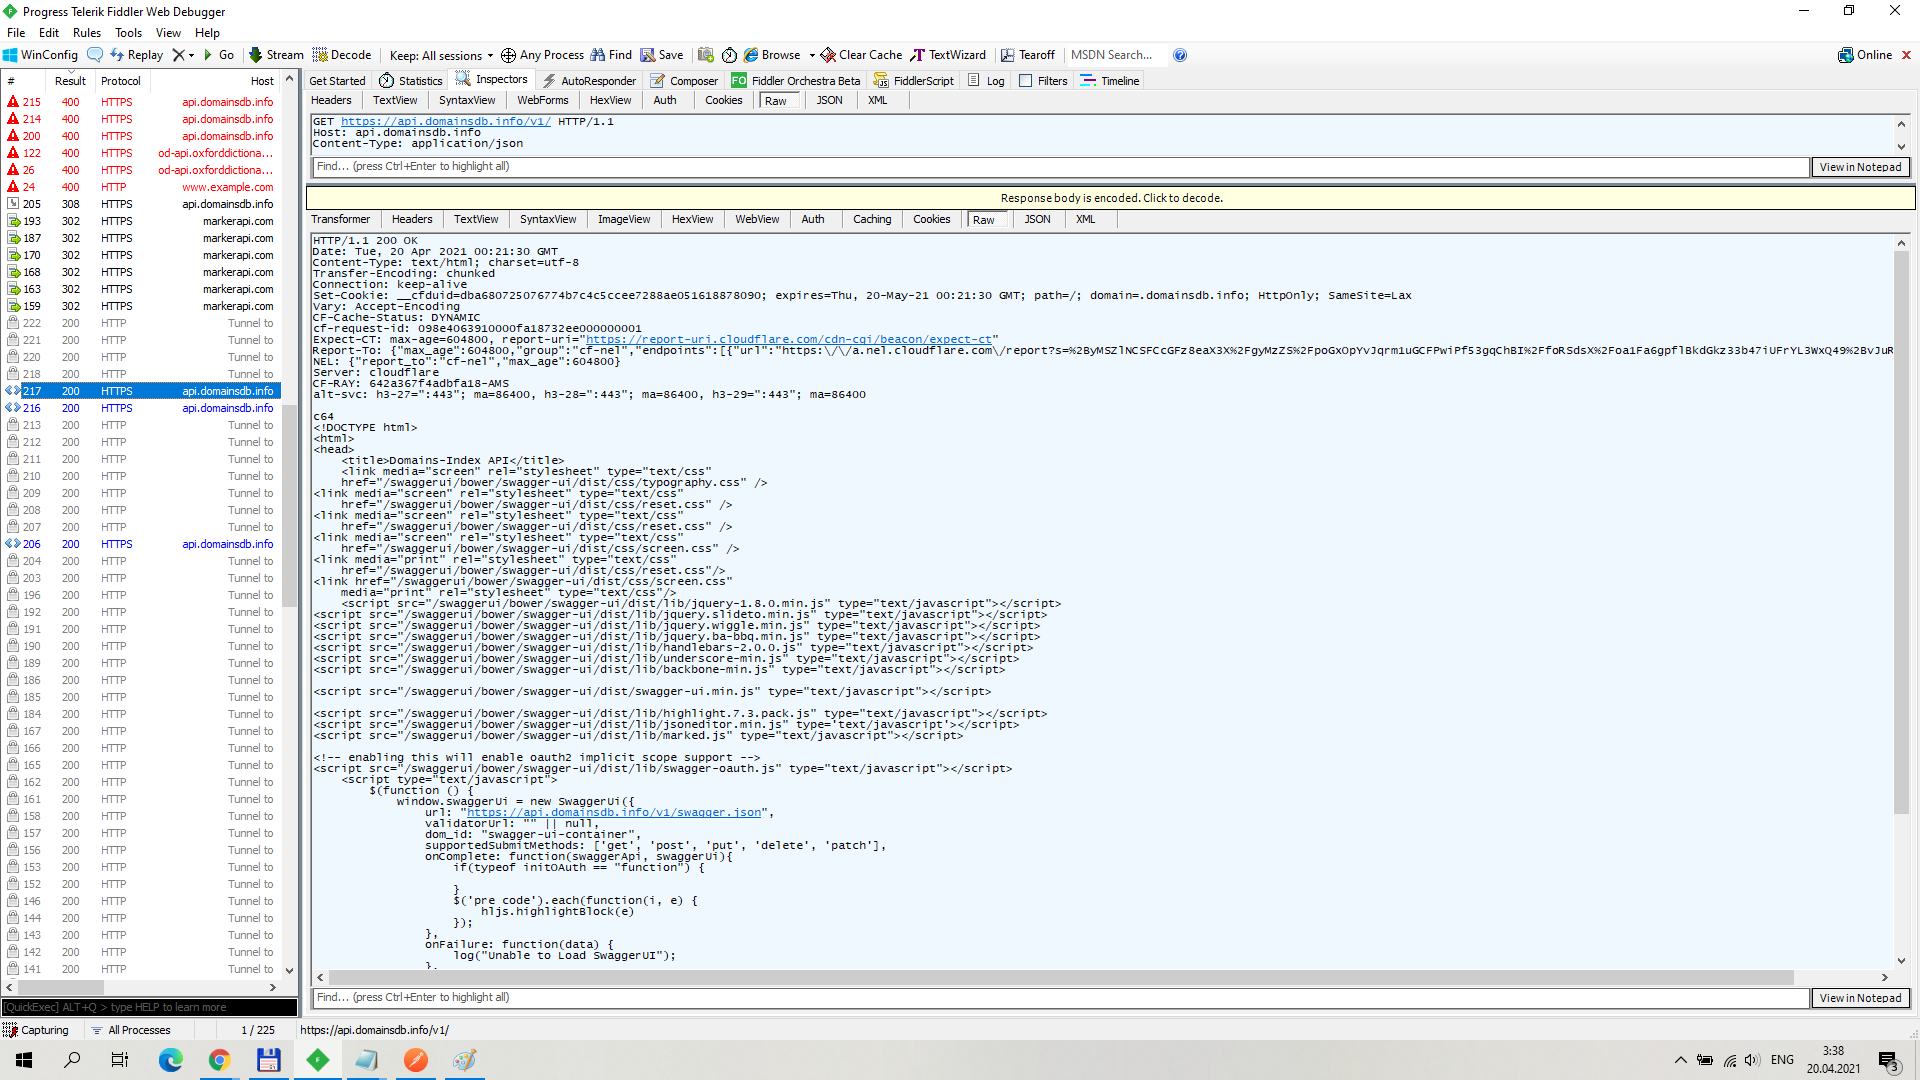 Progress Telerik Fiddler Web Debugger
File Edit Rules Tools View Help
WinConfig Replay Go Stream Decode Keep: All sessions Any Process Find Save Browse Clear Cache TextWizard Tearoff MSDN Search... Online
# Result Protocol Host
215 400 HTTPS api.domainsdb.info
214 400 HTTPS api.domainsdb.info
200 400 HTTPS api.domainsdb.info
122 400 HTTPS od-api.oxforddictiona...
26 400 HTTPS od-api.oxforddictiona...
24 400 HTTP www.example.com
205 308 HTTPS api.domainsdb.info
193 302 HTTPS markerapi.com
187 302 HTTPS markerapi.com
170 302 HTTPS markerapi.com
168 302 HTTPS markerapi.com
163 302 HTTPS markerapi.com
159 302 HTTPS markerapi.com
222 200 HTTP Tunnel to
221 200 HTTP Tunnel to
220 200 HTTP Tunnel to
218 200 HTTP Tunnel to
217 200 HTTPS api.domainsdb.info
216 200 HTTPS api.domainsdb.info
213 200 HTTP Tunnel to
212 200 HTTP Tunnel to
211 200 HTTP Tunnel to
210 200 HTTP Tunnel to
209 200 HTTP Tunnel to
208 200 HTTP Tunnel to
207 200 HTTP Tunnel to
206 200 HTTPS api.domainsdb.info
204 200 HTTP Tunnel to
203 200 HTTP Tunnel to
196 200 HTTP Tunnel to
192 200 HTTP Tunnel to
191 200 HTTP Tunnel to
190 200 HTTP Tunnel to
189 200 HTTP Tunnel to
186 200 HTTP Tunnel to
185 200 HTTP Tunnel to
184 200 HTTP Tunnel to
167 200 HTTP Tunnel to
166 200 HTTP Tunnel to
165 200 HTTP Tunnel to
162 200 HTTP Tunnel to
161 200 HTTP Tunnel to
158 200 HTTP Tunnel to
157 200 HTTP Tunnel to
156 200 HTTP Tunnel to
153 200 HTTP Tunnel to
152 200 HTTP Tunnel to
146 200 HTTP Tunnel to
144 200 HTTP Tunnel to
143 200 HTTP Tunnel to
142 200 HTTP Tunnel to
141 200 HTTP Tunnel to
[QuickExec] ALT+Q > type HELP to learn more
Get Started Statistics Inspectors AutoResponder Composer FO Fiddler Orchestra Beta FiddlerScript Log Filters Timeline
Headers TextView SyntaxView WebForms HexView Auth Cookies Raw JSON XML
GET https://api.domainsdb.info/v1/ HTTP/1.1
Host: api.domainsdb.info
Content-Type: application/json
Find... (press Ctrl+Enter to highlight all) View in Notepad
Response body is encoded. Click to decode.
Transformer Headers TextView SyntaxView ImageView HexView WebView Auth Caching Cookies Raw JSON XML
HTTP/1.1 200 OK
Date: Tue, 20 Apr 2021 00:21:30 GMT
Content-Type: text/html; charset=utf-8
Transfer-Encoding: chunked
Connection: keep-alive
Set-Cookie: __cfduid=dba680725076774b7c4c5ccee7288ae051618878090; expires=Thu, 20-May-21 00:21:30 GMT; path=/; domain=.domainsdb.info; HttpOnly; SameSite=Lax
Vary: Accept-Encoding
CF-Cache-Status: DYNAMIC
cf-request-id: 098e4063910000fa18732ee000000001
Expect-CT: max-age=604800, report-uri="https://report-uri.cloudflare.com/cdn-cgi/beacon/expect-ct"
Report-To: {"max_age":604800,"group":"cf-nel","endpoints":[{"url":"https:\/\/a.nel.cloudflare.com\/report?s=%2ByMSZlNCSFCcGFz8eaX3X%2FgyMzZS%2FpoGxOpYvJqrm1uGCFPwiPf53gqChBI%2FfoRSdsX%2Foa1Fa6gpflBkdGkz33b47iUFrYL3WxQ49%2BvJuR
NEL: {"report_to":"cf-nel","max_age":604800}
Server: cloudflare
CF-RAY: 642a367f4adbfa18-AMS
alt-svc: h3-27=":443"; ma=86400, h3-28=":443"; ma=86400, h3-29=":443"; ma=86400
c64
<!DOCTYPE html>
<html>
<head>
<title>Domains-Index API</title>
<link media="screen" rel="stylesheet" type="text/css"
href="/swaggerui/bower/swagger-ui/dist/css/typography.css" />
<link media="screen" rel="stylesheet" type="text/css"
href="/swaggerui/bower/swagger-ui/dist/css/reset.css" />
<link media="screen" rel="stylesheet" type="text/css"
href="/swaggerui/bower/swagger-ui/dist/css/reset.css" />
<link media="screen" rel="stylesheet" type="text/css"
href="/swaggerui/bower/swagger-ui/dist/css/screen.css" />
<link media="print" rel="stylesheet" type="text/css"
href="/swaggerui/bower/swagger-ui/dist/css/reset.css"/>
<link href="/swaggerui/bower/swagger-ui/dist/css/screen.css"
media="print" rel="stylesheet" type="text/css"/>
<script src="/swaggerui/bower/swagger-ui/dist/lib/jquery-1.8.0.min.js" type="text/javascript"></script>
<script src="/swaggerui/bower/swagger-ui/dist/lib/jquery.slideto.min.js" type="text/javascript"></script>
<script src="/swaggerui/bower/swagger-ui/dist/lib/jquery.wiggle.min.js" type="text/javascript"></script>
<script src="/swaggerui/bower/swagger-ui/dist/lib/jquery.ba-bbq.min.js" type="text/javascript"></script>
<script src="/swaggerui/bower/swagger-ui/dist/lib/handlebars-2.0.0.js" type="text/javascript"></script>
<script src="/swaggerui/bower/swagger-ui/dist/lib/underscore-min.js" type="text/javascript"></script>
<script src="/swaggerui/bower/swagger-ui/dist/lib/backbone-min.js" type="text/javascript"></script>
<script src="/swaggerui/bower/swagger-ui/dist/swagger-ui.min.js" type="text/javascript"></script>
<script src="/swaggerui/bower/swagger-ui/dist/lib/highlight.7.3.pack.js" type="text/javascript"></script>
<script src="/swaggerui/bower/swagger-ui/dist/lib/jsoneditor.min.js" type='text/javascript'></script>
<script src="/swaggerui/bower/swagger-ui/dist/lib/marked.js" type="text/javascript"></script>
<!-- enabling this will enable oauth2 implicit scope support -->
<script src="/swaggerui/bower/swagger-ui/dist/lib/swagger-oauth.js" type="text/javascript"></script>
<script type="text/javascript">
$(function () {
window.swaggerUi = new SwaggerUi({
url: "https://api.domainsdb.info/v1/swagger.json",
validatorUrl: "" || null,
dom_id: "swagger-ui-container",
supportedSubmitMethods: ['get', 'post', 'put', 'delete', 'patch'],
onComplete: function(swaggerApi, swaggerUi){
if(typeof initOAuth == "function") {
}
$('pre code').each(function(i, e) {
hljs.highlightBlock(e)
});
},
onFailure: function(data) {
log("Unable to Load SwaggerUI");
},
Find... (press Ctrl+Enter to highlight all) View in Notepad
Capturing All Processes 1 / 225 https://api.domainsdb.info/v1/
ENG 3:38
20.04.2021
3